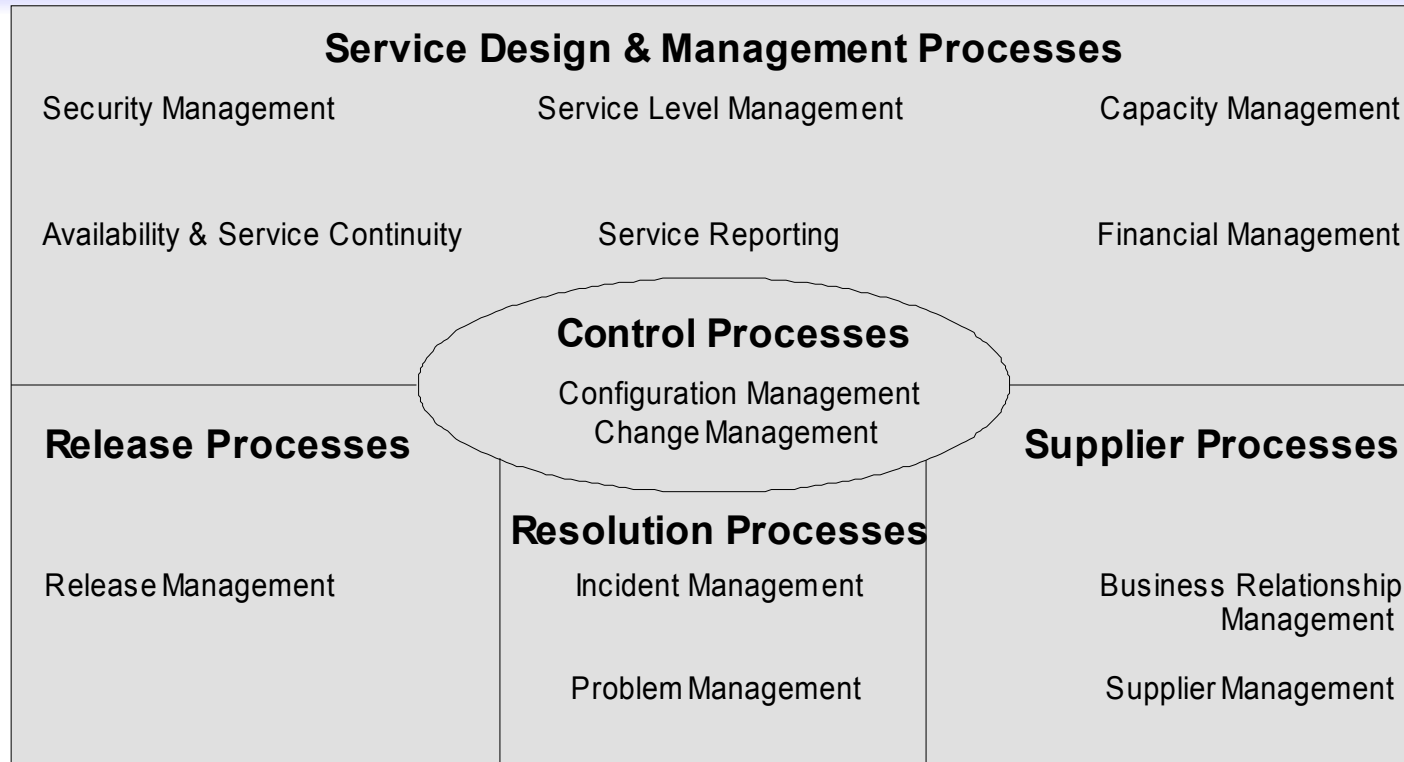 Service Design & Management Processes
Security Management
Service Level Management
Capacity Management
Availability & Service Continuity
Service Reporting
Financial Management
Control Processes
Configuration Management
Change Management
Release Processes
Supplier Processes
Resolution Processes
Release Management
Incident Management
Business Relationship
Management
Problem Management
Supplier Management